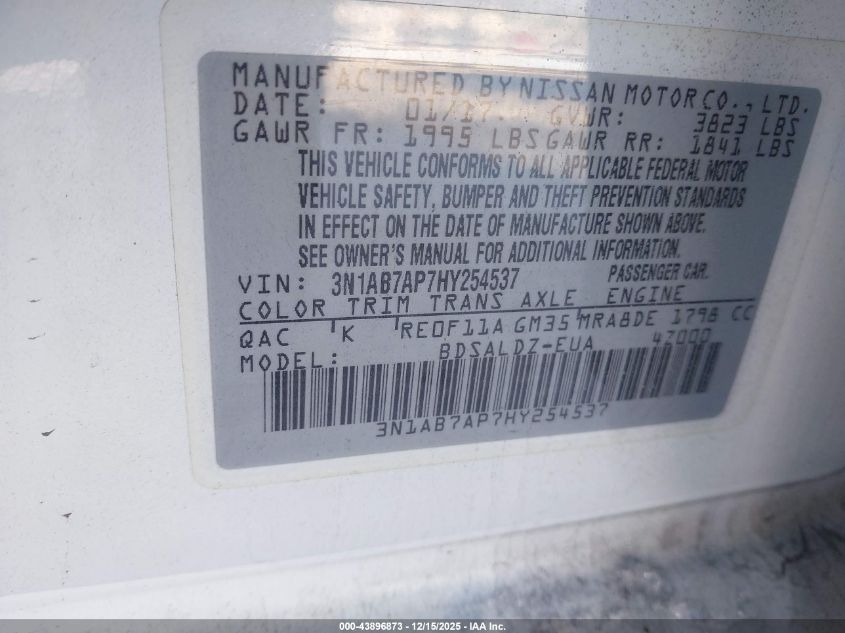 MANUFACTURED BY NISSAN MOTOR CO., LTD.
DATE: 01/17 GVWR: 3823 LBS
GAWR FR: 1995 LBS GAWR RR: 1841 LBS
THIS VEHICLE CONFORMS TO ALL APPLICABLE FEDERAL MOTOR
VEHICLE SAFETY, BUMPER AND THEFT PREVENTION STANDARDS
IN EFFECT ON THE DATE OF MANUFACTURE SHOWN ABOVE.
SEE OWNER'S MANUAL FOR ADDITIONAL INFORMATION.
VIN: 3N1AB7AP7HY254537 PASSENGER CAR.
COLOR TRIM TRANS AXLE ENGINE
QAC K RE0F11A GM35 MRA8DE 1798 CC
MODEL: BDSALDZ-EUA 4Z000
3N1AB7AP7HY254537
000-43896873 - 12/15/2025 - IAA Inc.